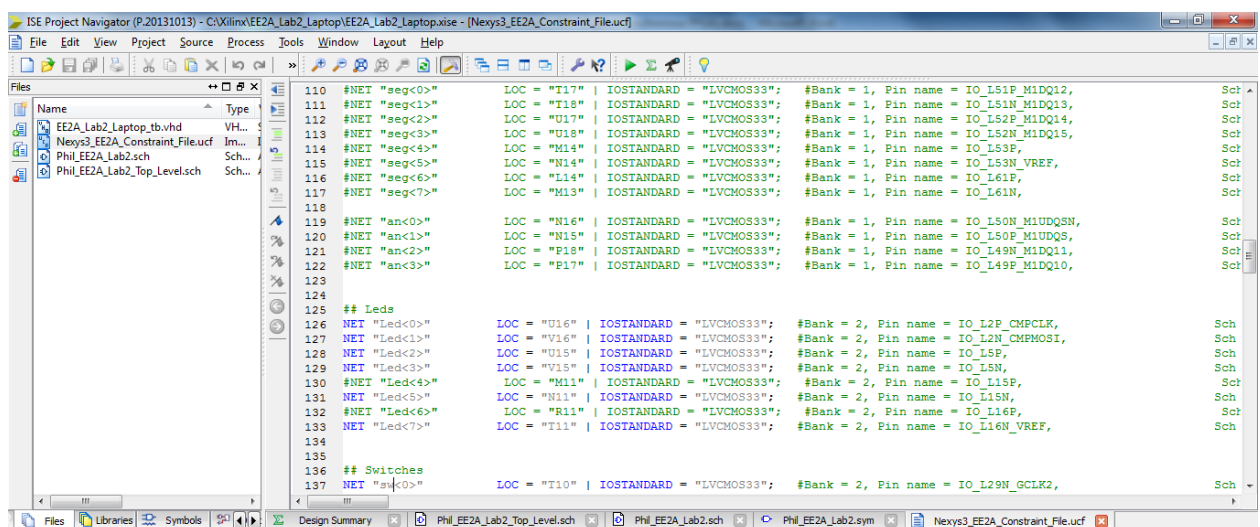 ISE Project Navigator (P.20131013) - C:\Xilinx\EE2A_Lab2_Laptop\EE2A_Lab2_Laptop.xise - [Nexys3_EE2A_Constraint_File.ucf]
File Edit View Project Source Process Tools Window Layout Help
Files
Name Type
EE2A_Lab2_Laptop_tb.vhd VH...
Nexys3_EE2A_Constraint_File.ucf Im...
Phil_EE2A_Lab2.sch Sch...
Phil_EE2A_Lab2_Top_Level.sch Sch...
110 #NET "seg<0>" LOC = "T17" | IOSTANDARD = "LVCMOS33"; #Bank = 1, Pin name = IO_L51P_M1DQ12, Sch
111 #NET "seg<1>" LOC = "T18" | IOSTANDARD = "LVCMOS33"; #Bank = 1, Pin name = IO_L51N_M1DQ13, Sch
112 #NET "seg<2>" LOC = "U17" | IOSTANDARD = "LVCMOS33"; #Bank = 1, Pin name = IO_L52P_M1DQ14, Sch
113 #NET "seg<3>" LOC = "U18" | IOSTANDARD = "LVCMOS33"; #Bank = 1, Pin name = IO_L52N_M1DQ15, Sch
114 #NET "seg<4>" LOC = "M14" | IOSTANDARD = "LVCMOS33"; #Bank = 1, Pin name = IO_L53P, Sch
115 #NET "seg<5>" LOC = "N14" | IOSTANDARD = "LVCMOS33"; #Bank = 1, Pin name = IO_L53N_VREF, Sch
116 #NET "seg<6>" LOC = "L14" | IOSTANDARD = "LVCMOS33"; #Bank = 1, Pin name = IO_L61P, Sch
117 #NET "seg<7>" LOC = "M13" | IOSTANDARD = "LVCMOS33"; #Bank = 1, Pin name = IO_L61N, Sch
118
119 #NET "an<0>" LOC = "N16" | IOSTANDARD = "LVCMOS33"; #Bank = 1, Pin name = IO_L50N_M1UDQSN, Sch
120 #NET "an<1>" LOC = "N15" | IOSTANDARD = "LVCMOS33"; #Bank = 1, Pin name = IO_L50P_M1UDQS, Sch
121 #NET "an<2>" LOC = "P18" | IOSTANDARD = "LVCMOS33"; #Bank = 1, Pin name = IO_L49N_M1DQ11, Sch
122 #NET "an<3>" LOC = "P17" | IOSTANDARD = "LVCMOS33"; #Bank = 1, Pin name = IO_L49P_M1DQ10, Sch
123
124
125 ## Leds
126 NET "Led<0>" LOC = "U16" | IOSTANDARD = "LVCMOS33"; #Bank = 2, Pin name = IO_L2P_CMPCLK, Sch
127 NET "Led<1>" LOC = "V16" | IOSTANDARD = "LVCMOS33"; #Bank = 2, Pin name = IO_L2N_CMPMOSI, Sch
128 NET "Led<2>" LOC = "U15" | IOSTANDARD = "LVCMOS33"; #Bank = 2, Pin name = IO_L5P, Sch
129 NET "Led<3>" LOC = "V15" | IOSTANDARD = "LVCMOS33"; #Bank = 2, Pin name = IO_L5N, Sch
130 #NET "Led<4>" LOC = "M11" | IOSTANDARD = "LVCMOS33"; #Bank = 2, Pin name = IO_L15P, Sch
131 NET "Led<5>" LOC = "N11" | IOSTANDARD = "LVCMOS33"; #Bank = 2, Pin name = IO_L15N, Sch
132 #NET "Led<6>" LOC = "R11" | IOSTANDARD = "LVCMOS33"; #Bank = 2, Pin name = IO_L16P, Sch
133 NET "Led<7>" LOC = "T11" | IOSTANDARD = "LVCMOS33"; #Bank = 2, Pin name = IO_L16N_VREF, Sch
134
135
136 ## Switches
137 NET "sw<0>" LOC = "T10" | IOSTANDARD = "LVCMOS33"; #Bank = 2, Pin name = IO_L29N_GCLK2, Sch
Files Libraries Symbols Design Summary Phil_EE2A_Lab2_Top_Level.sch Phil_EE2A_Lab2.sch Phil_EE2A_Lab2.sym Nexys3_EE2A_Constraint_File.ucf